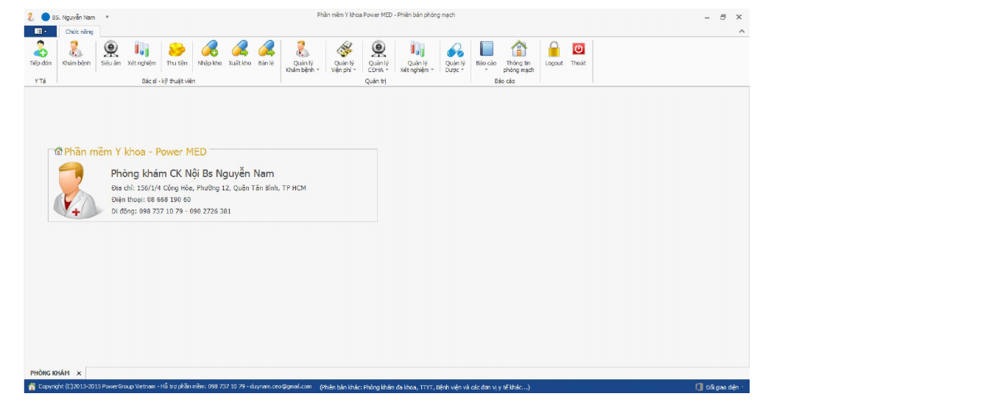 BS. Nguyễn Nam
Phần mềm Y khoa Power MED - Phiên bản phòng mạch
Chức năng
Tiếp đón Khám bệnh Siêu âm Xét nghiệm Thu tiền Nhập kho Xuất kho Bán lẻ Quản lý Khám bệnh Quản lý Viện phí Quản lý CĐHA Quản lý Xét nghiệm Quản lý Dược Báo cáo Thông tin phòng mạch Logout Thoát
Y Tá Bác sĩ - kỹ thuật viên Quản trị Báo cáo
Phần mềm Y khoa - Power MED
Phòng khám CK Nội Bs Nguyễn Nam
Địa chỉ: 156/1/4 Cộng Hòa, Phường 12, Quận Tân Bình, TP HCM
Điện thoại: 08 668 190 60
Di động: 098 737 10 79 - 090 2726 381
PHÒNG KHÁM x
Copyright (C)2013-2015 PowerGroup Vietnam - Hỗ trợ phần mềm: 098 737 10 79 - duynam.ceo@gmail.com (Phiên bản khác: Phòng khám đa khoa, TTYT, Bệnh viện và các đơn vị y tế khác...) Đổi giao diện